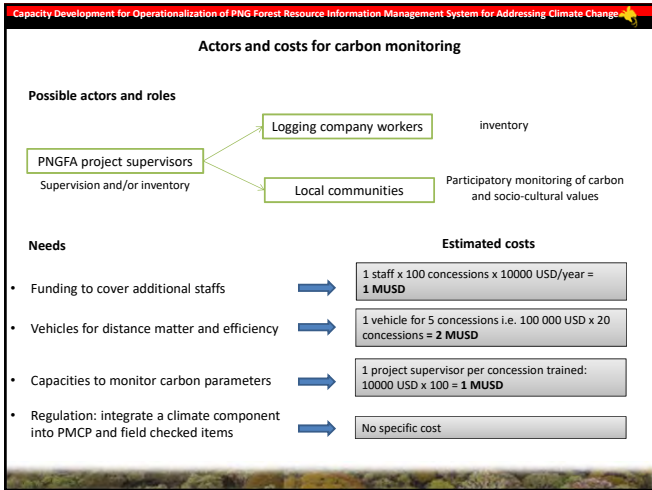 Capacity Development for Operationalization of PNG Forest Resource Information Management System for Addressing Climate Change
Actors and costs for carbon monitoring
Possible actors and roles
Logging company workers
inventory
PNGFA project supervisors
Supervision and/or inventory
Local communities
Participatory monitoring of carbon
and socio-cultural values
Needs
Estimated costs
• Funding to cover additional staffs
1 staff x 100 concessions x 10000 USD/year =
1 MUSD
• Vehicles for distance matter and efficiency
1 vehicle for 5 concessions i.e. 100 000 USD x 20
concessions = 2 MUSD
• Capacities to monitor carbon parameters
1 project supervisor per concession trained:
10000 USD x 100 = 1 MUSD
• Regulation: integrate a climate component
into PMCP and field checked items
No specific cost